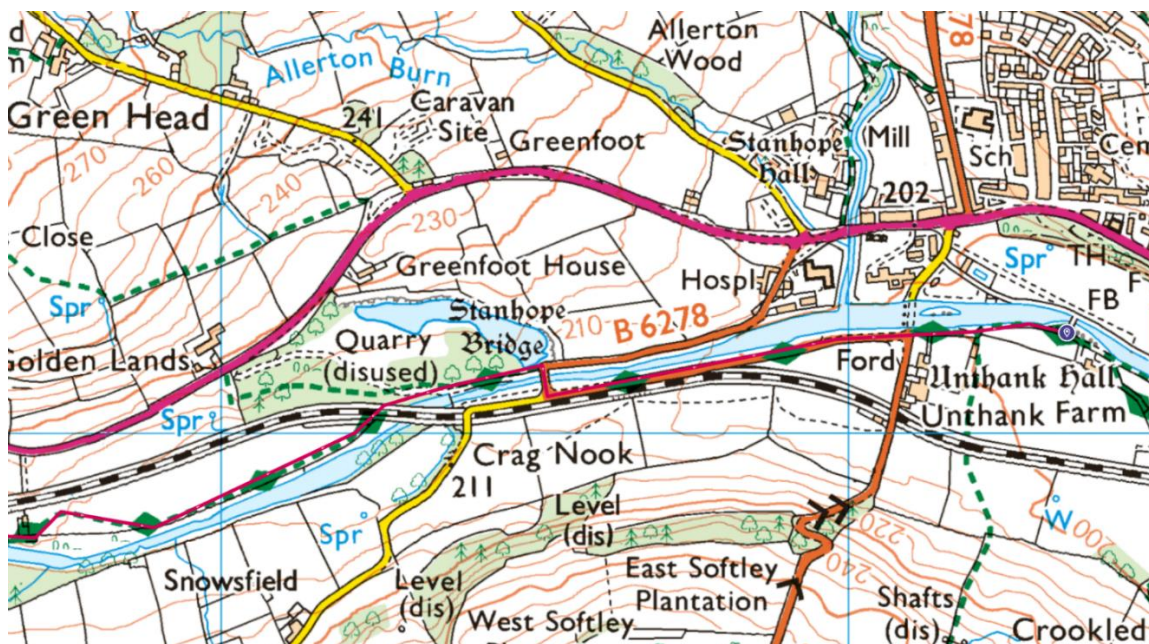 d
m
Allerton
Wood
78
Allerton Burn
Green Head
241
Caravan
Site
Greenfoot
Stanhope
Hall
Mill
Sch
Cen
270
260
240
230
202
Close
Greenfoot House
Hospl
Spr
TH
F
FB
Spr
Stanhope
Bridge
210
B 6278
Quarry
(disused)
Golden Lands
Ford
Unthank Hall
Unthank Farm
Spr
Crag Nook
211
Level
(dis)
Spr
W
200
220
240
Snowsfield
Level
(dis)
East Softley
Plantation
West Softley
Shafts
(dis)
Crookled